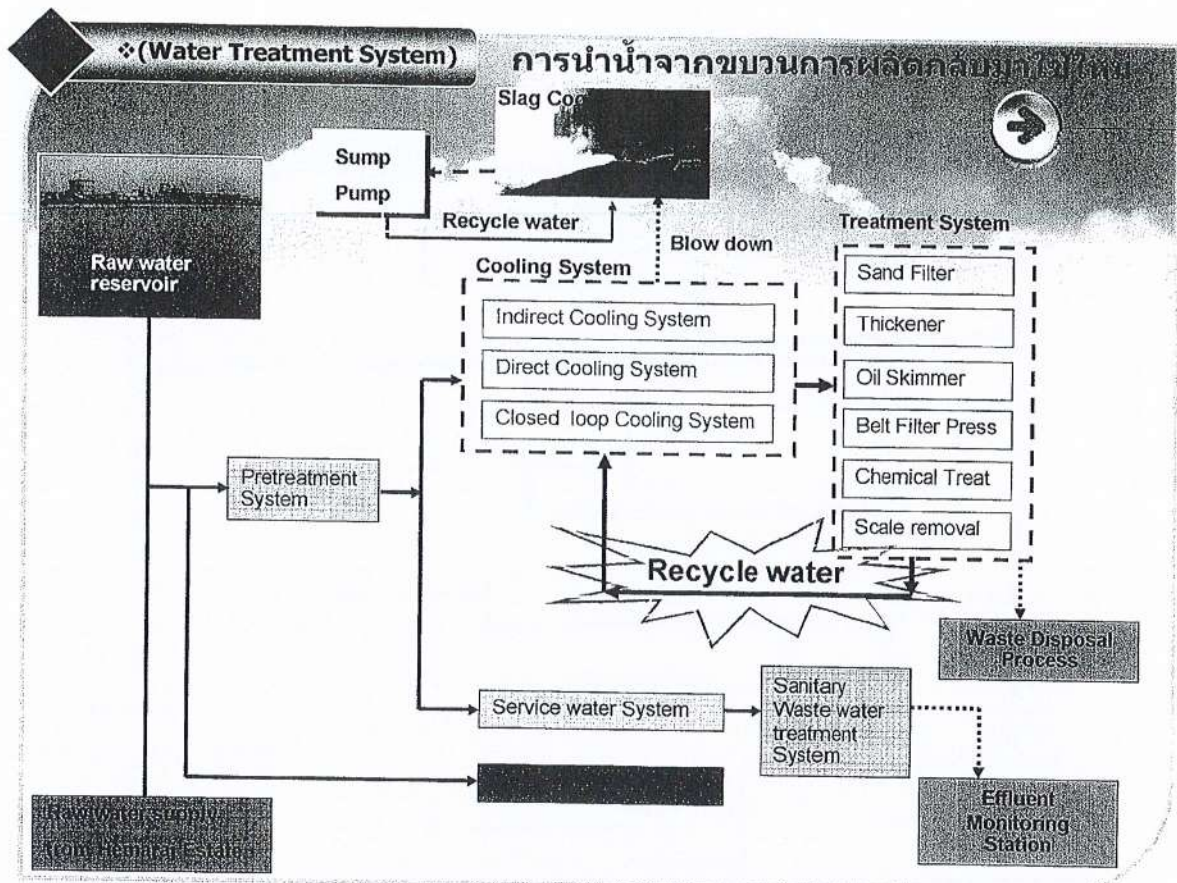 ❖(Water Treatment System)
การนำน้ำจากขบวนการผลิตกลับมาใช้ใหม่
Slag
Sump
Pump
Recycle water
Raw water
reservoir
Blow down
Treatment System
Cooling System
Sand Filter
Indirect Cooling System
Thickener
Direct Cooling System
Oil Skimmer
Closed loop Cooling System
Belt Filter Press
Pretreatment
System
Chemical Treat
Scale removal
Recycle water
Waste Disposal
Process
Service water System
Sanitary
Waste water
treatment
System
Effluent
Monitoring
Station
Raw water supply
from Hemaraj